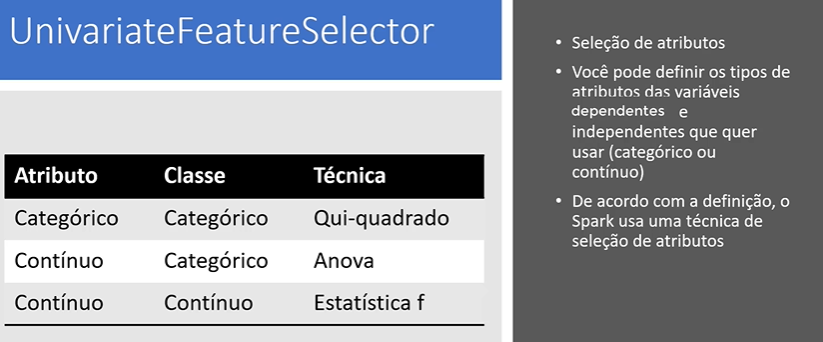 UnivariateFeatureSelector
Atributo Classe Técnica
Categórico Categórico Qui-quadrado
Contínuo Categórico Anova
Contínuo Contínuo Estatística f
• Seleção de atributos
• Você pode definir os tipos de
atributos das variáveis
dependentes e
independentes que quer
usar (categórico ou
contínuo)
• De acordo com a definição, o
Spark usa uma técnica de
seleção de atributos